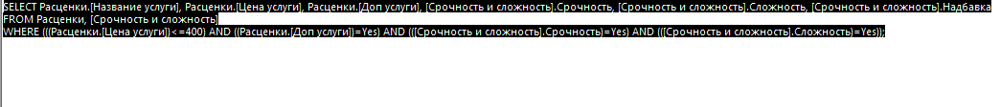 SELECT Расценки.[Название услуги], Расценки.[Цена услуги], Расценки.[Доп услуги], [Срочность и сложность].Срочность, [Срочность и сложность].Сложность, [Срочность и сложность].Надбавка
FROM Расценки, [Срочность и сложность]
WHERE (((Расценки.[Цена услуги])<=400) AND ((Расценки.[Доп услуги])=Yes) AND (([Срочность и сложность].Срочность)=Yes) AND (([Срочность и сложность].Сложность)=Yes));